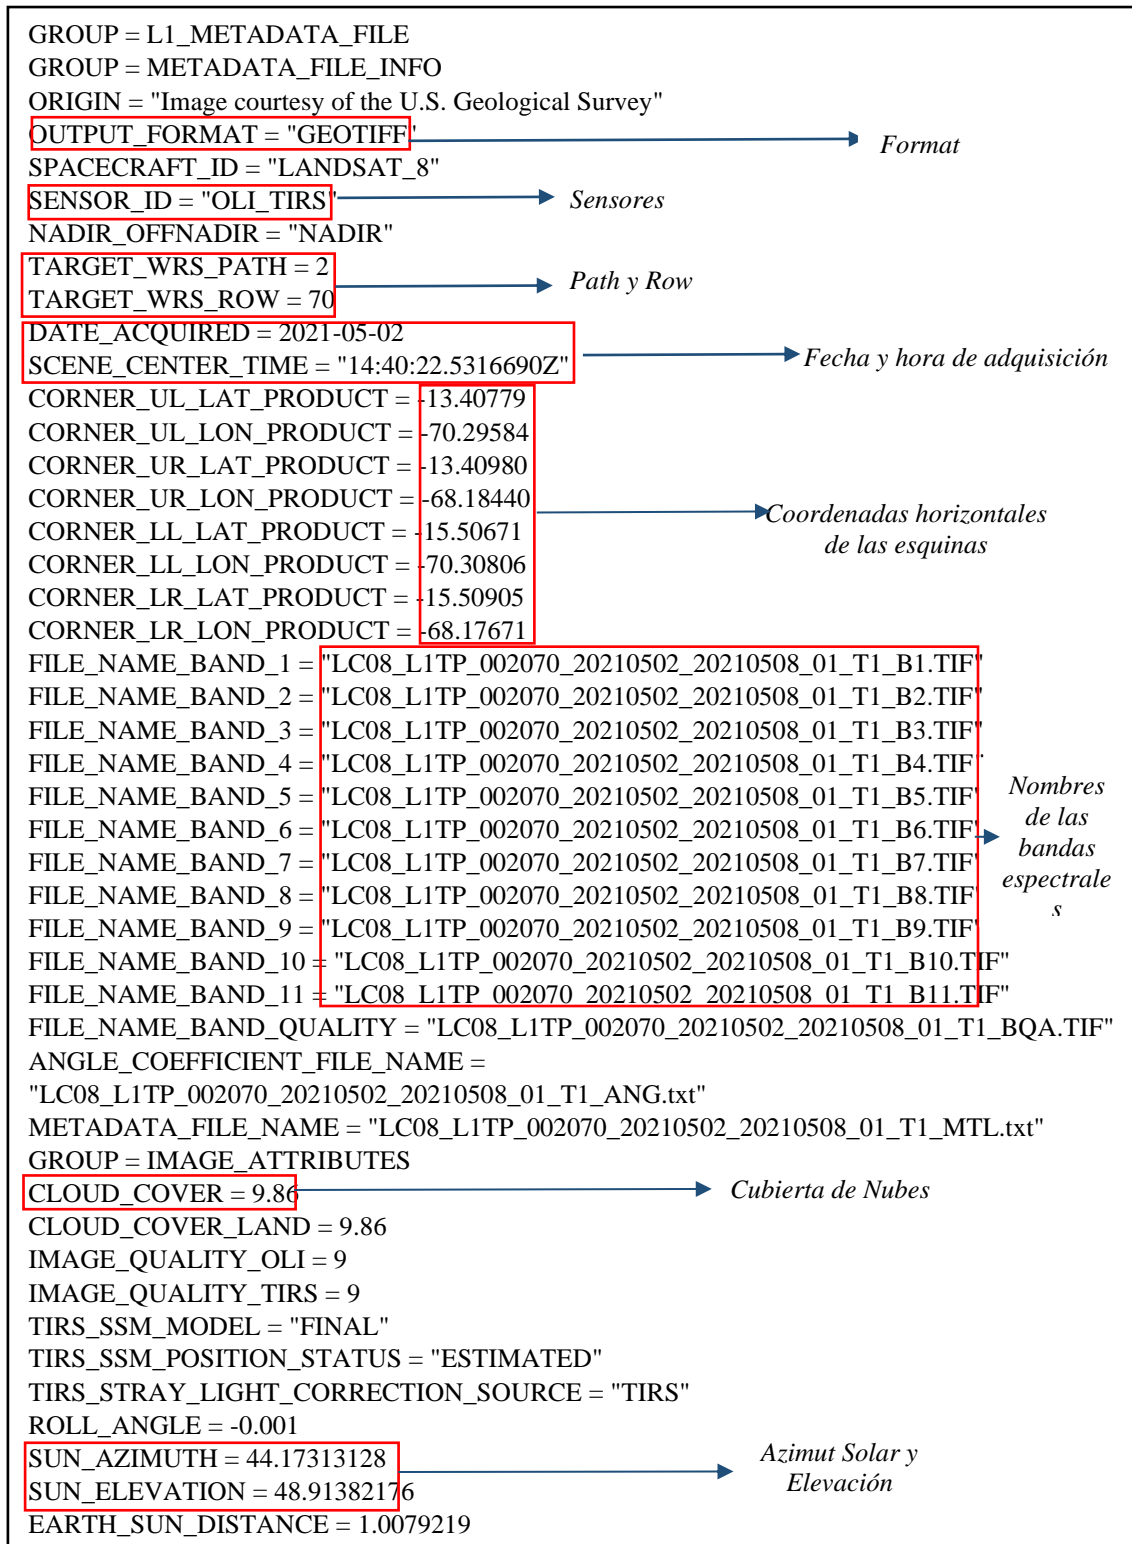 GROUP = L1_METADATA_FILE
GROUP = METADATA_FILE_INFO
ORIGIN = "Image courtesy of the U.S. Geological Survey"
OUTPUT_FORMAT = "GEOTIFF"
Format
SPACECRAFT_ID = "LANDSAT_8"
SENSOR_ID = "OLI_TIRS"
Sensores
NADIR_OFFNADIR = "NADIR"
TARGET_WRS_PATH = 2
TARGET_WRS_ROW = 70
Path y Row
DATE_ACQUIRED = 2021-05-02
SCENE_CENTER_TIME = "14:40:22.5316690Z"
Fecha y hora de adquisición
CORNER_UL_LAT_PRODUCT = -13.40779
CORNER_UL_LON_PRODUCT = -70.29584
CORNER_UR_LAT_PRODUCT = -13.40980
CORNER_UR_LON_PRODUCT = -68.18440
CORNER_LL_LAT_PRODUCT = -15.50671
CORNER_LL_LON_PRODUCT = -70.30806
CORNER_LR_LAT_PRODUCT = -15.50905
CORNER_LR_LON_PRODUCT = -68.17671
Coordenadas horizontales
de las esquinas
FILE_NAME_BAND_1 = "LC08_L1TP_002070_20210502_20210508_01_T1_B1.TIF"
FILE_NAME_BAND_2 = "LC08_L1TP_002070_20210502_20210508_01_T1_B2.TIF"
FILE_NAME_BAND_3 = "LC08_L1TP_002070_20210502_20210508_01_T1_B3.TIF"
FILE_NAME_BAND_4 = "LC08_L1TP_002070_20210502_20210508_01_T1_B4.TIF"
FILE_NAME_BAND_5 = "LC08_L1TP_002070_20210502_20210508_01_T1_B5.TIF"
FILE_NAME_BAND_6 = "LC08_L1TP_002070_20210502_20210508_01_T1_B6.TIF"
FILE_NAME_BAND_7 = "LC08_L1TP_002070_20210502_20210508_01_T1_B7.TIF"
FILE_NAME_BAND_8 = "LC08_L1TP_002070_20210502_20210508_01_T1_B8.TIF"
FILE_NAME_BAND_9 = "LC08_L1TP_002070_20210502_20210508_01_T1_B9.TIF"
FILE_NAME_BAND_10 = "LC08_L1TP_002070_20210502_20210508_01_T1_B10.TIF"
FILE_NAME_BAND_11 = "LC08_L1TP_002070_20210502_20210508_01_T1_B11.TIF"
Nombres
de las
bandas
espectrale
s
FILE_NAME_BAND_QUALITY = "LC08_L1TP_002070_20210502_20210508_01_T1_BQA.TIF"
ANGLE_COEFFICIENT_FILE_NAME =
"LC08_L1TP_002070_20210502_20210508_01_T1_ANG.txt"
METADATA_FILE_NAME = "LC08_L1TP_002070_20210502_20210508_01_T1_MTL.txt"
GROUP = IMAGE_ATTRIBUTES
CLOUD_COVER = 9.86
Cubierta de Nubes
CLOUD_COVER_LAND = 9.86
IMAGE_QUALITY_OLI = 9
IMAGE_QUALITY_TIRS = 9
TIRS_SSM_MODEL = "FINAL"
TIRS_SSM_POSITION_STATUS = "ESTIMATED"
TIRS_STRAY_LIGHT_CORRECTION_SOURCE = "TIRS"
ROLL_ANGLE = -0.001
SUN_AZIMUTH = 44.17313128
SUN_ELEVATION = 48.91382176
Azimut Solar y
Elevación
EARTH_SUN_DISTANCE = 1.0079219